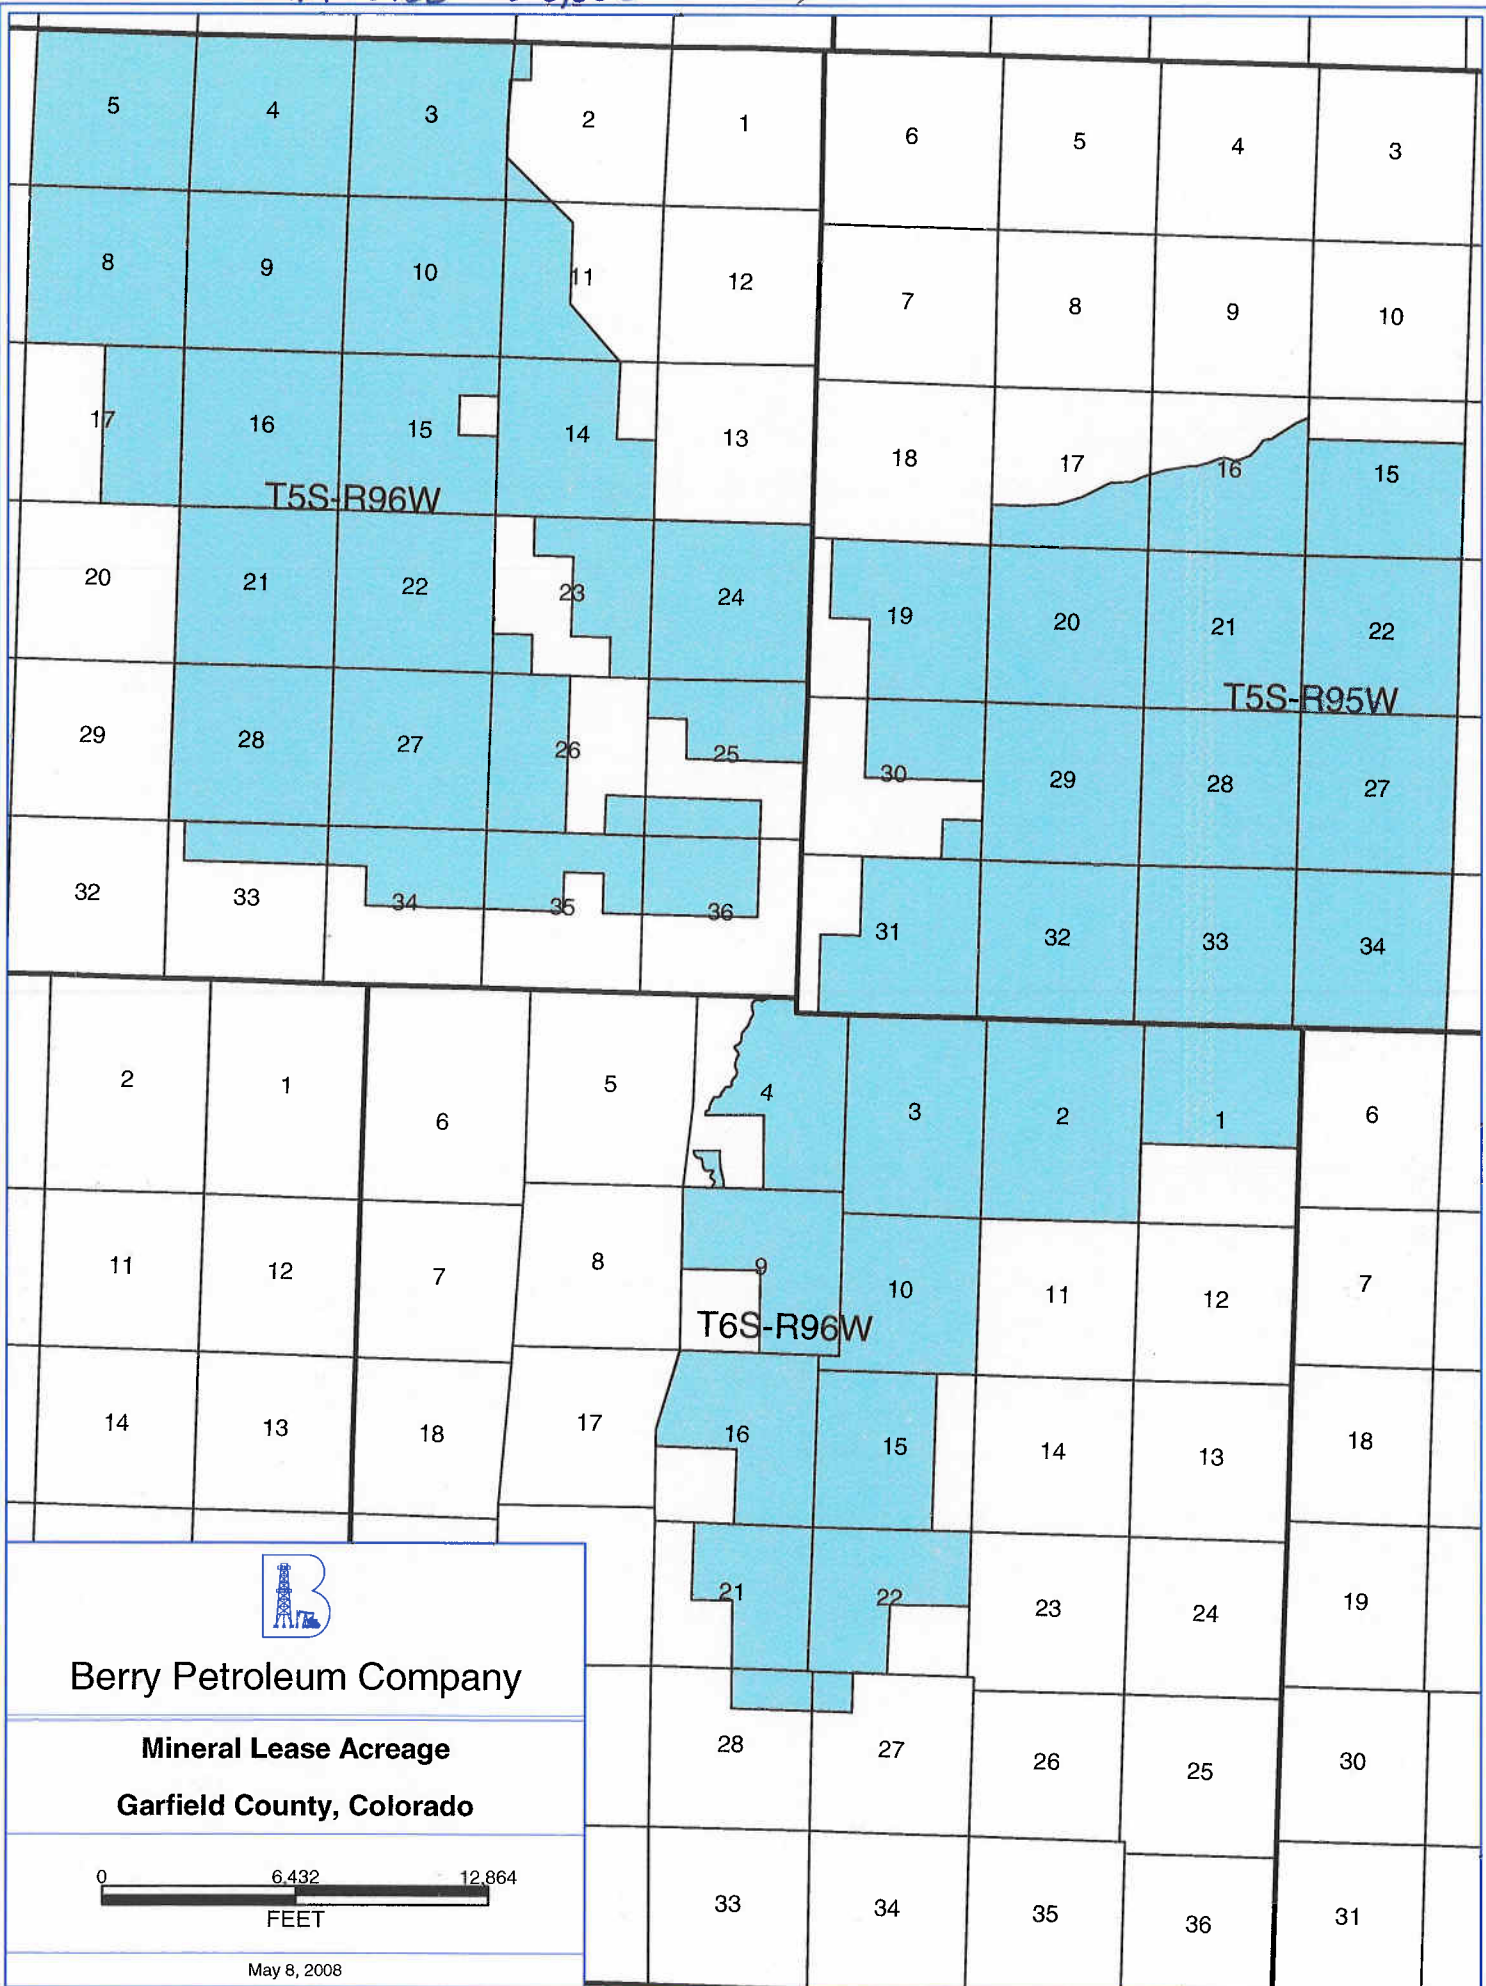 5 4 3 2 1 6 5 4 3
8 9 10 11 12 7 8 9 10
17 16 15 14 13 18 17 16 15
T5S-R96W
20 21 22 23 24 19 20 21 22
T5S-R95W
29 28 27 26 25 30 29 28 27
32 33 34 35 36 31 32 33 34
2 1 6 5 4 3 2 1 6
11 12 7 8 9 10 11 12 7
T6S-R96W
14 13 18 17 16 15 14 13 18
21 22 23 24 19
28 27 26 25 30
33 34 35 36 31
B
Berry Petroleum Company
Mineral Lease Acreage
Garfield County, Colorado
0 6,432 12,864
FEET
May 8, 2008